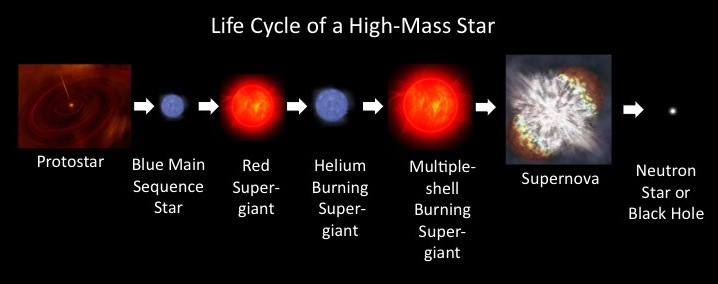 Life Cycle of a High-Mass Star
Protostar
Blue Main
Sequence
Star
Red
Super-
giant
Helium
Burning
Super-
giant
Multiple-
shell
Burning
Super-
giant
Supernova
Neutron
Star or
Black Hole